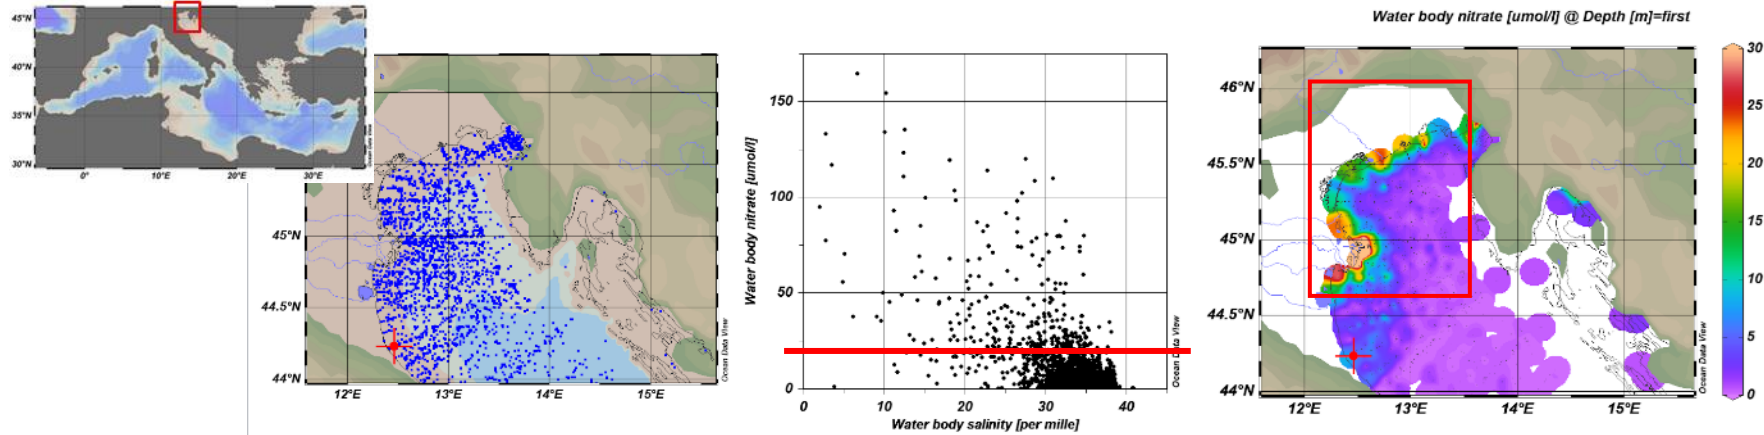 45°N
40°N
35°N
30°N
0°
10°E
20°E
30°E
Ocean Data View
45°N
44.5°N
44°N
12°E
13°E
14°E
15°E
Ocean Data View
Water body nitrate [umol/l]
150
100
50
0
0
10
20
30
40
Water body salinity [per mille]
Ocean Data View
Water body nitrate [umol/l] @ Depth [m]=first
46°N
45.5°N
45°N
44.5°N
44°N
12°E
13°E
14°E
15°E
Ocean Data View
30
25
20
15
10
5
0